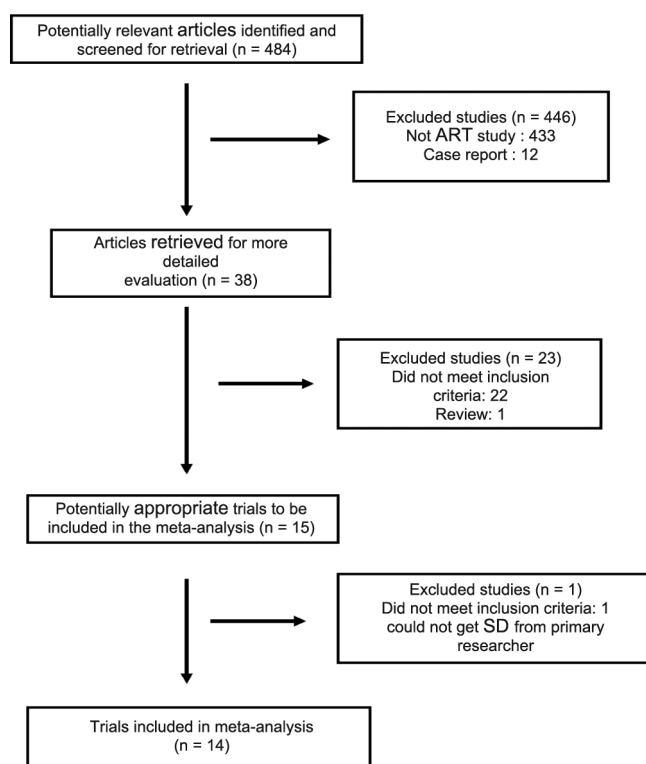 Potentially relevant articles identified and
screened for retrieval (n = 484)
Excluded studies (n = 446)
Not ART study : 433
Case report : 12
Articles retrieved for more
detailed
evaluation (n = 38)
Excluded studies (n = 23)
Did not meet inclusion
criteria: 22
Review: 1
Potentially appropriate trials to be
included in the meta-analysis (n = 15)
Excluded studies (n = 1)
Did not meet inclusion criteria: 1
could not get SD from primary
researcher
Trials included in meta-analysis
(n = 14)